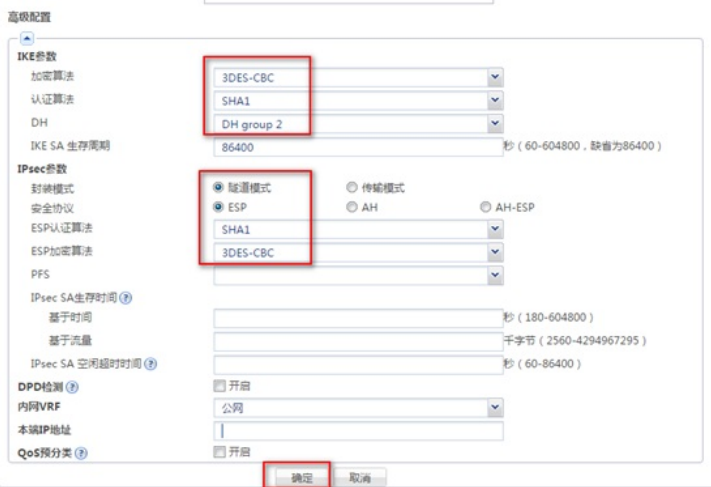 高级配置
IKE参数
加密算法 3DES-CBC
认证算法 SHA1
DH DH group 2
IKE SA 生存周期 86400 秒（60-604800，缺省为86400）
IPsec参数
封装模式 隧道模式 传输模式
安全协议 ESP AH AH-ESP
ESP认证算法 SHA1
ESP加密算法 3DES-CBC
PFS
IPsec SA生存时间
基于时间 秒（180-604800）
基于流量 千字节（2560-4294967295）
IPsec SA 空闲超时时间 秒（60-86400）
DPD检测 开启
内网VRF 公网
本端IP地址
QoS预分类 开启
确定 取消